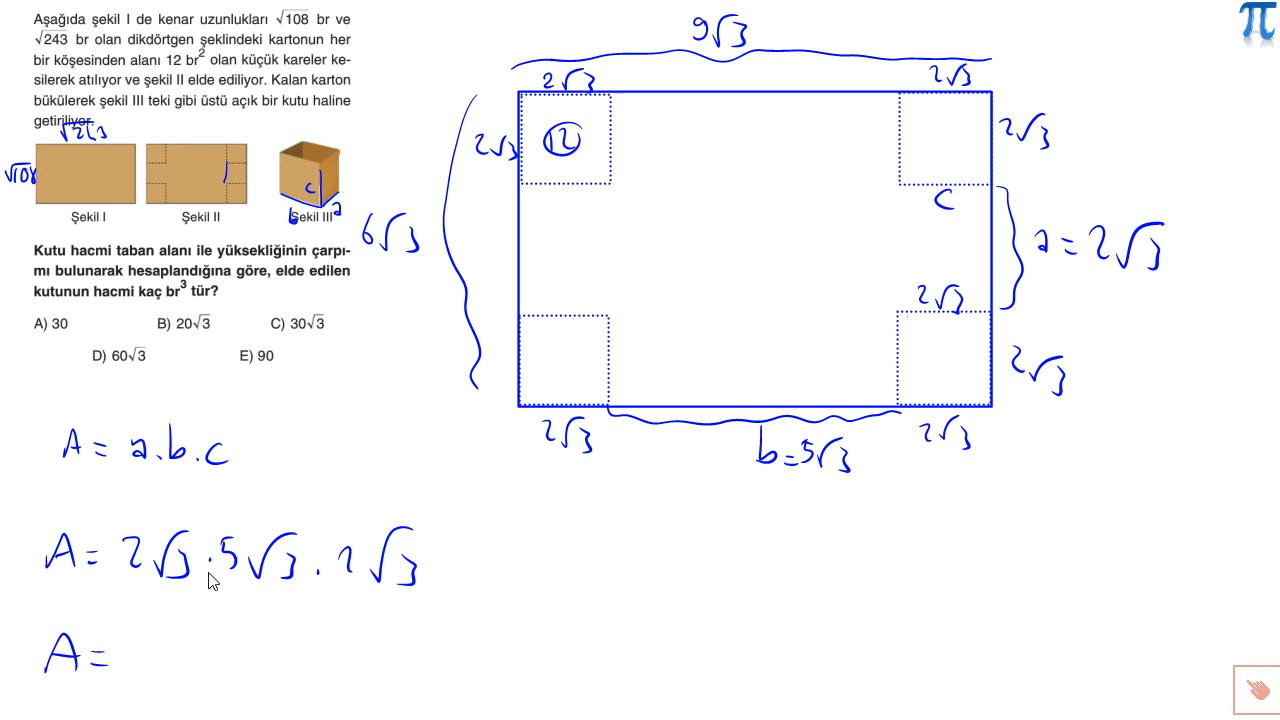 Aşağıda şekil I de kenar uzunlukları √108 br ve
√243 br olan dikdörtgen şeklindeki kartonun her
bir köşesinden alanı 12 br² olan küçük kareler ke-
silerek atılıyor ve şekil II elde ediliyor. Kalan karton
bükülerek şekil III teki gibi üstü açık bir kutu haline
getiriliyor.
√243
√108
c
b
a
Şekil I
Şekil II
Şekil III
Kutu hacmi taban alanı ile yüksekliğinin çarpı-
mı bulunarak hesaplandığına göre, elde edilen
kutunun hacmi kaç br³ tür?
A) 30 B) 20√3 C) 30√3
D) 60√3 E) 90
9√3
2√3 2√3
2√3 12 2√3
c
6√3
a = 2√3
2√3
2√3
2√3 b=5√3 2√3
A = a.b.c
A = 2√3 . 5√3 . 2√3
A =
π